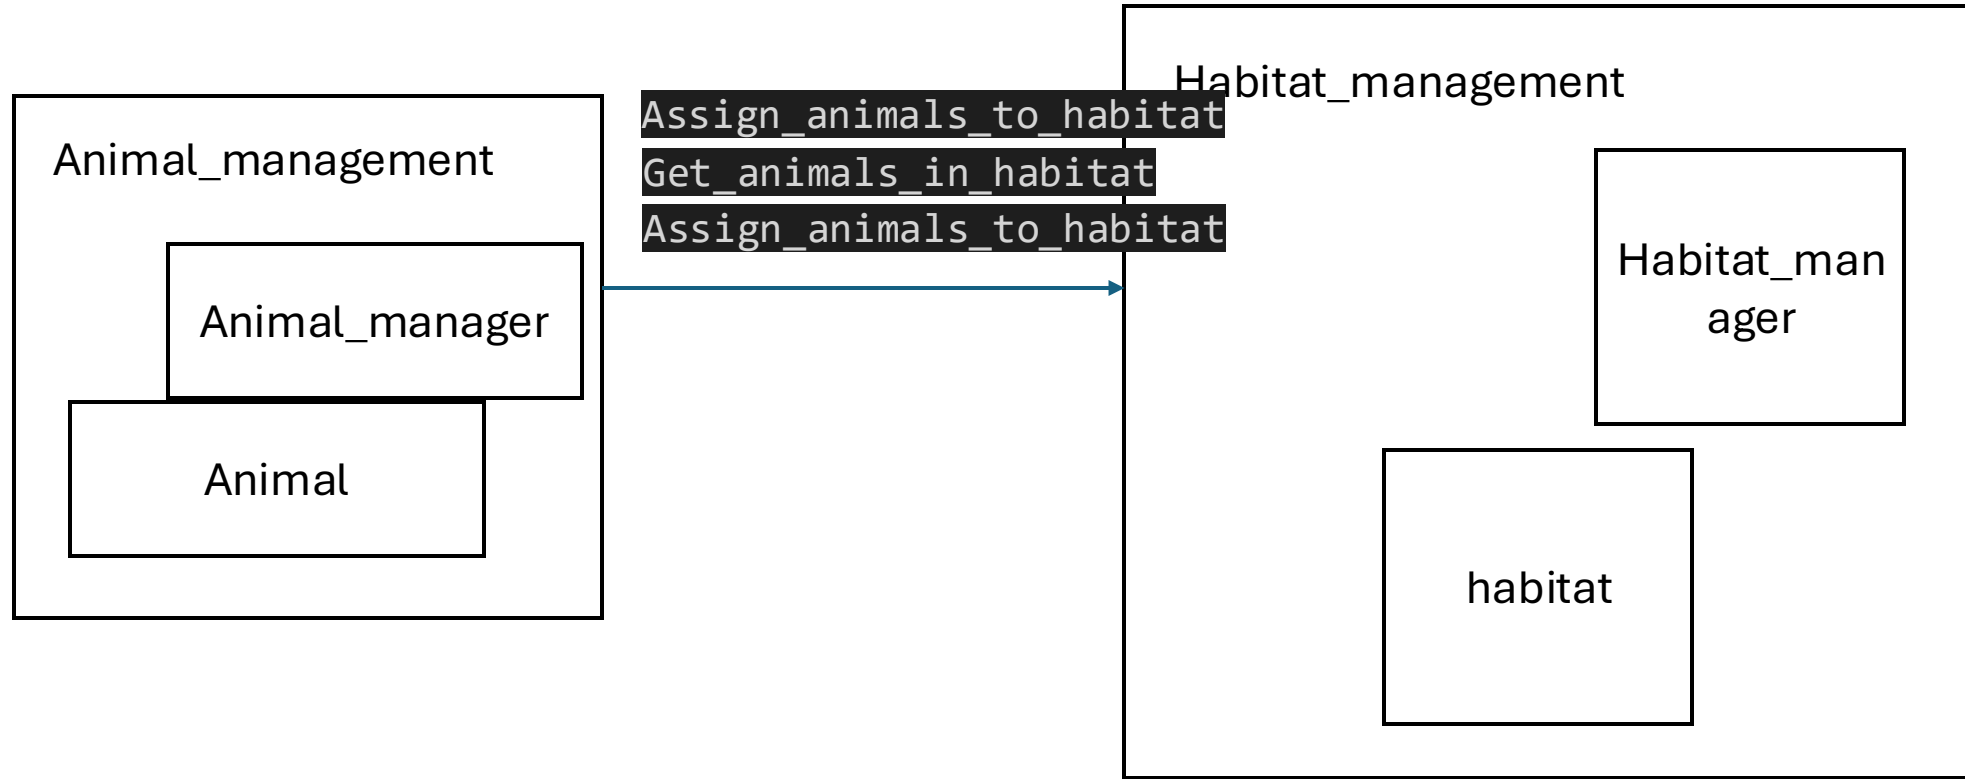 Animal_management
Animal_manager
Animal
Assign_animals_to_habitat
Get_animals_in_habitat
Assign_animals_to_habitat
Habitat_management
Habitat_man
ager
habitat